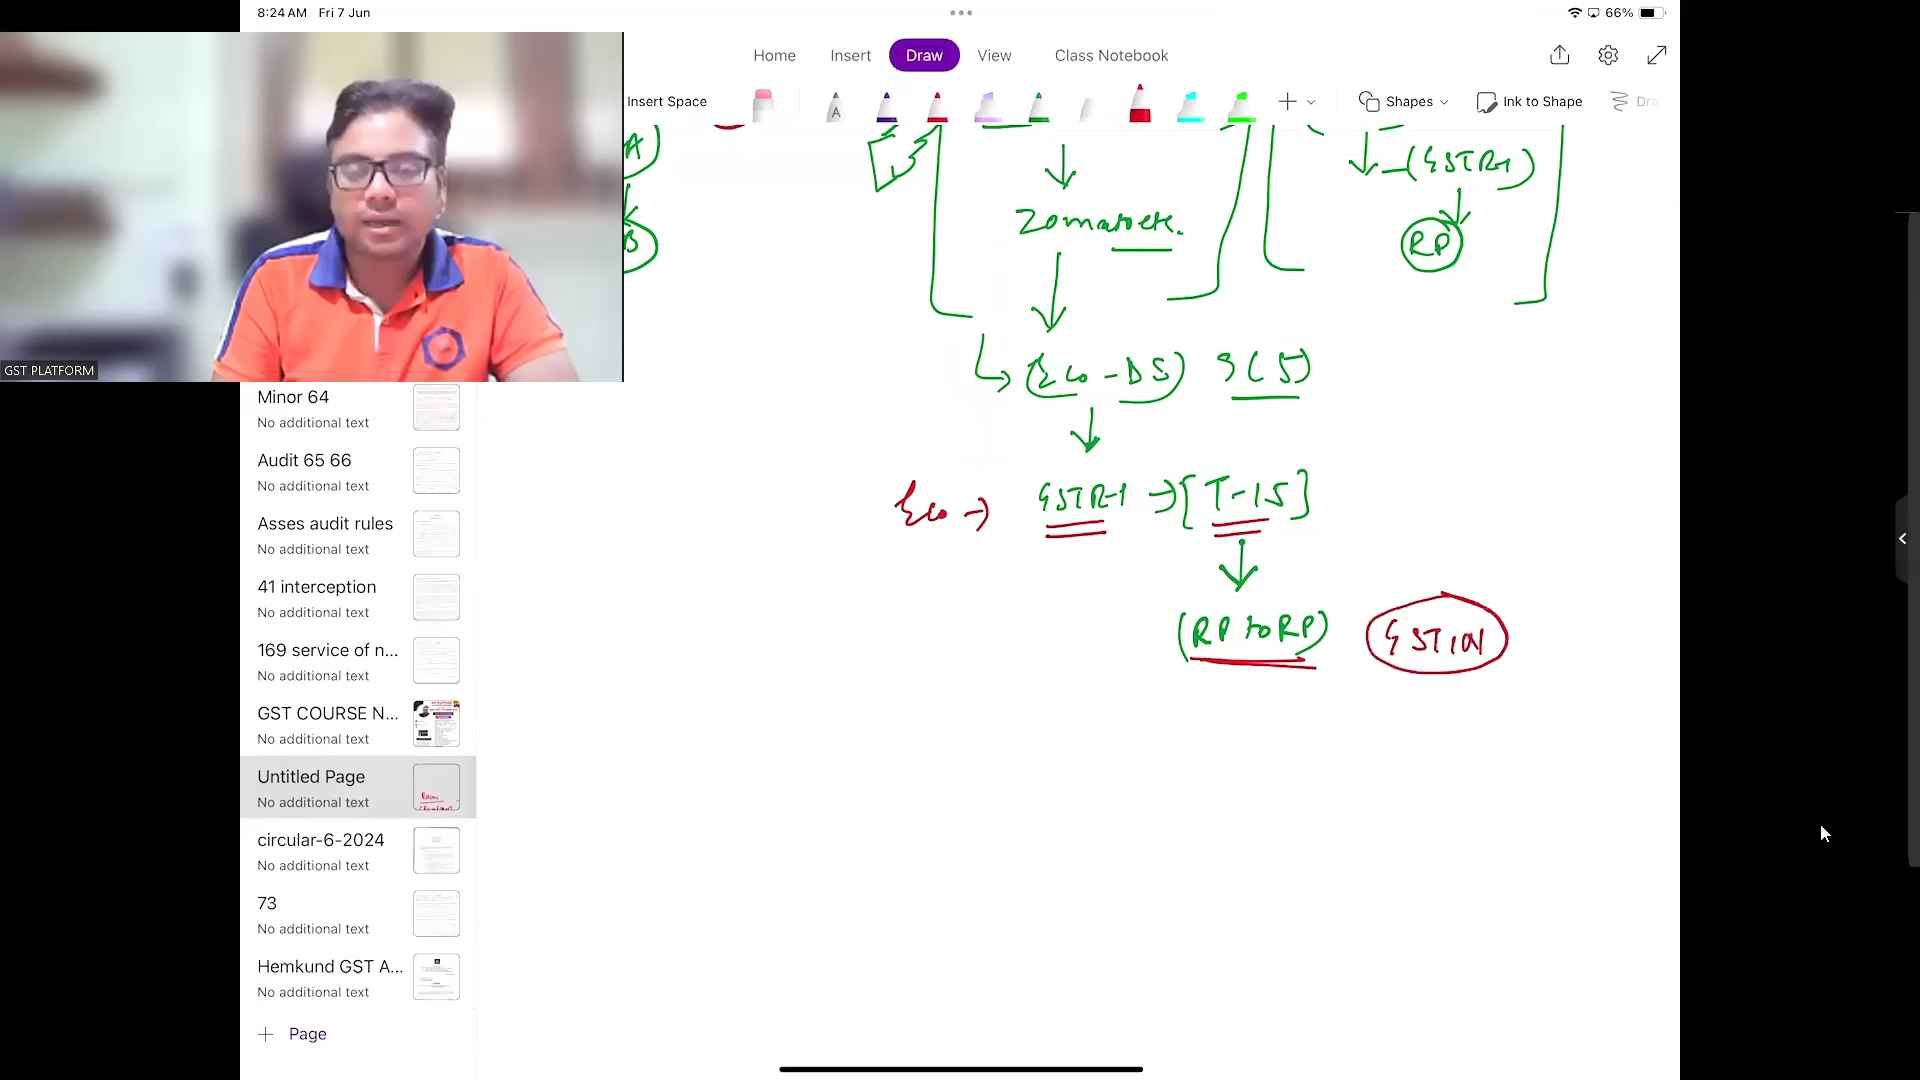 8:24 AM Fri 7 Jun
66%
Home Insert Draw View Class Notebook
Insert Space
A
Shapes
Ink to Shape
Dra
A
B
(GSTR-1)
RP
Zomato etc.
GST PLATFORM
(Eco - DS) 9(5)
Eco → GSTR-1 → [T-15]
(RP to RP) GSTIN
Minor 64
No additional text
Audit 65 66
No additional text
Asses audit rules
No additional text
41 interception
No additional text
169 service of n...
No additional text
GST COURSE N...
No additional text
Untitled Page
No additional text
circular-6-2024
No additional text
73
No additional text
Hemkund GST A...
No additional text
+ Page